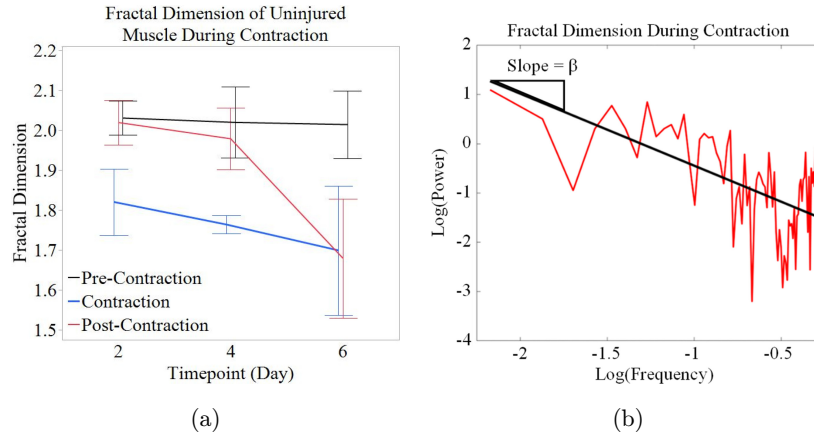 Fractal Dimension of Uninjured
Muscle During Contraction
Fractal Dimension
2.2
2.1
2.0
1.9
1.8
1.7
1.6
1.5
Pre-Contraction
Contraction
Post-Contraction
2 4 6
Timepoint (Day)
(a)
Fractal Dimension During Contraction
Slope = β
Log(Power)
2
1
0
-1
-2
-3
-4
-2 -1.5 -1 -0.5
Log(Frequency)
(b)